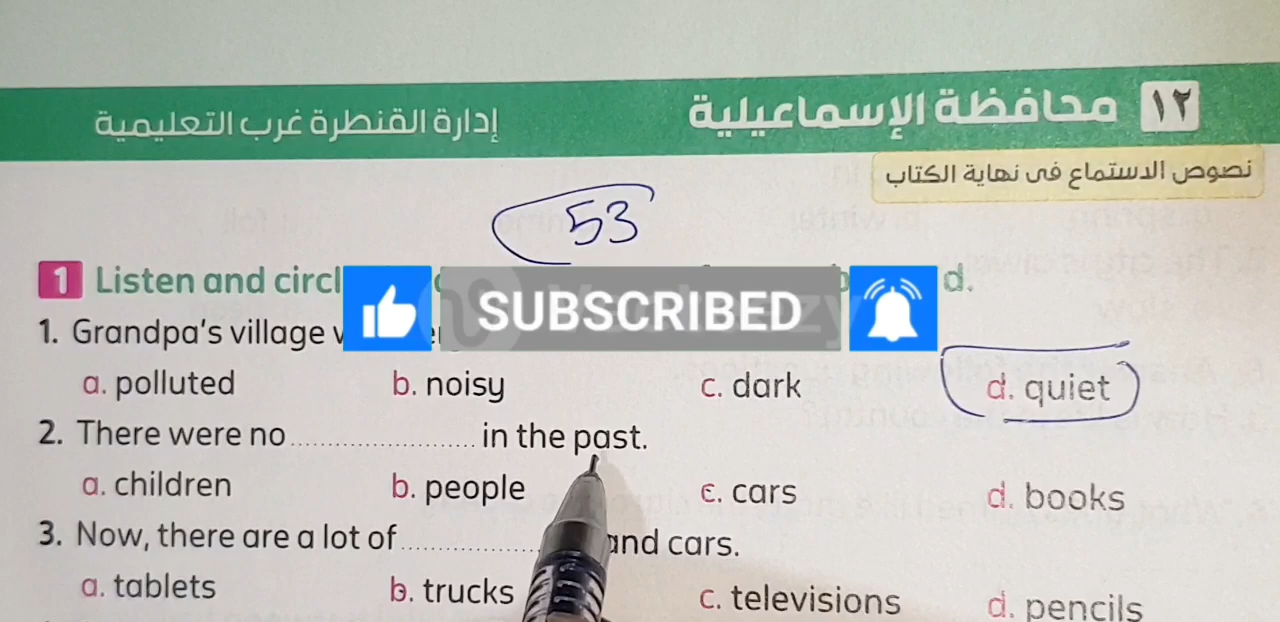 ١٢ محافظة الإسماعيلية إدارة القنطرة غرب التعليمية
نصوص الاستماع فى نهاية الكتاب
53
1 Listen and circl d.
SUBSCRIBED
1. Grandpa's village
a. polluted b. noisy c. dark d. quiet
2. There were no ........................ in the past.
a. children b. people c. cars d. books
3. Now, there are a lot of ........................ and cars.
a. tablets b. trucks c. televisions d. pencils